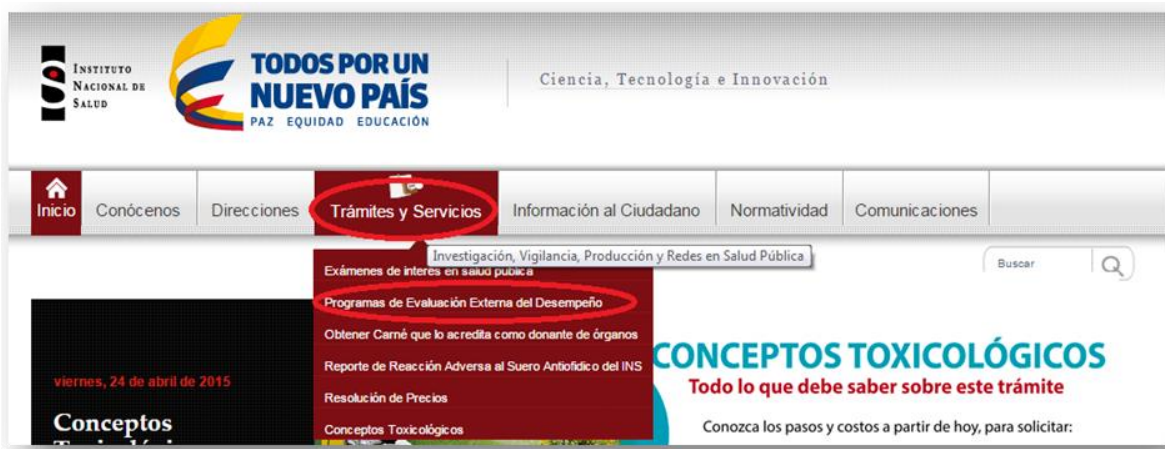 INSTITUTO
NACIONAL DE
SALUD
TODOS POR UN
NUEVO PAÍS
PAZ EQUIDAD EDUCACIÓN
Ciencia, Tecnología e Innovación
Inicio
Conócenos
Direcciones
Trámites y Servicios
Información al Ciudadano
Normatividad
Comunicaciones
Investigación, Vigilancia, Producción y Redes en Salud Pública
Buscar
Exámenes de interés en salud pública
Programas de Evaluación Externa del Desempeño
Obtener Carné que lo acredita como donante de órganos
Reporte de Reacción Adversa al Suero Antiofidico del INS
Resolución de Precios
Conceptos Toxicológicos
viernes, 24 de abril de 2015
Conceptos
CONCEPTOS TOXICOLÓGICOS
Todo lo que debe saber sobre este trámite
Conozca los pasos y costos a partir de hoy, para solicitar: